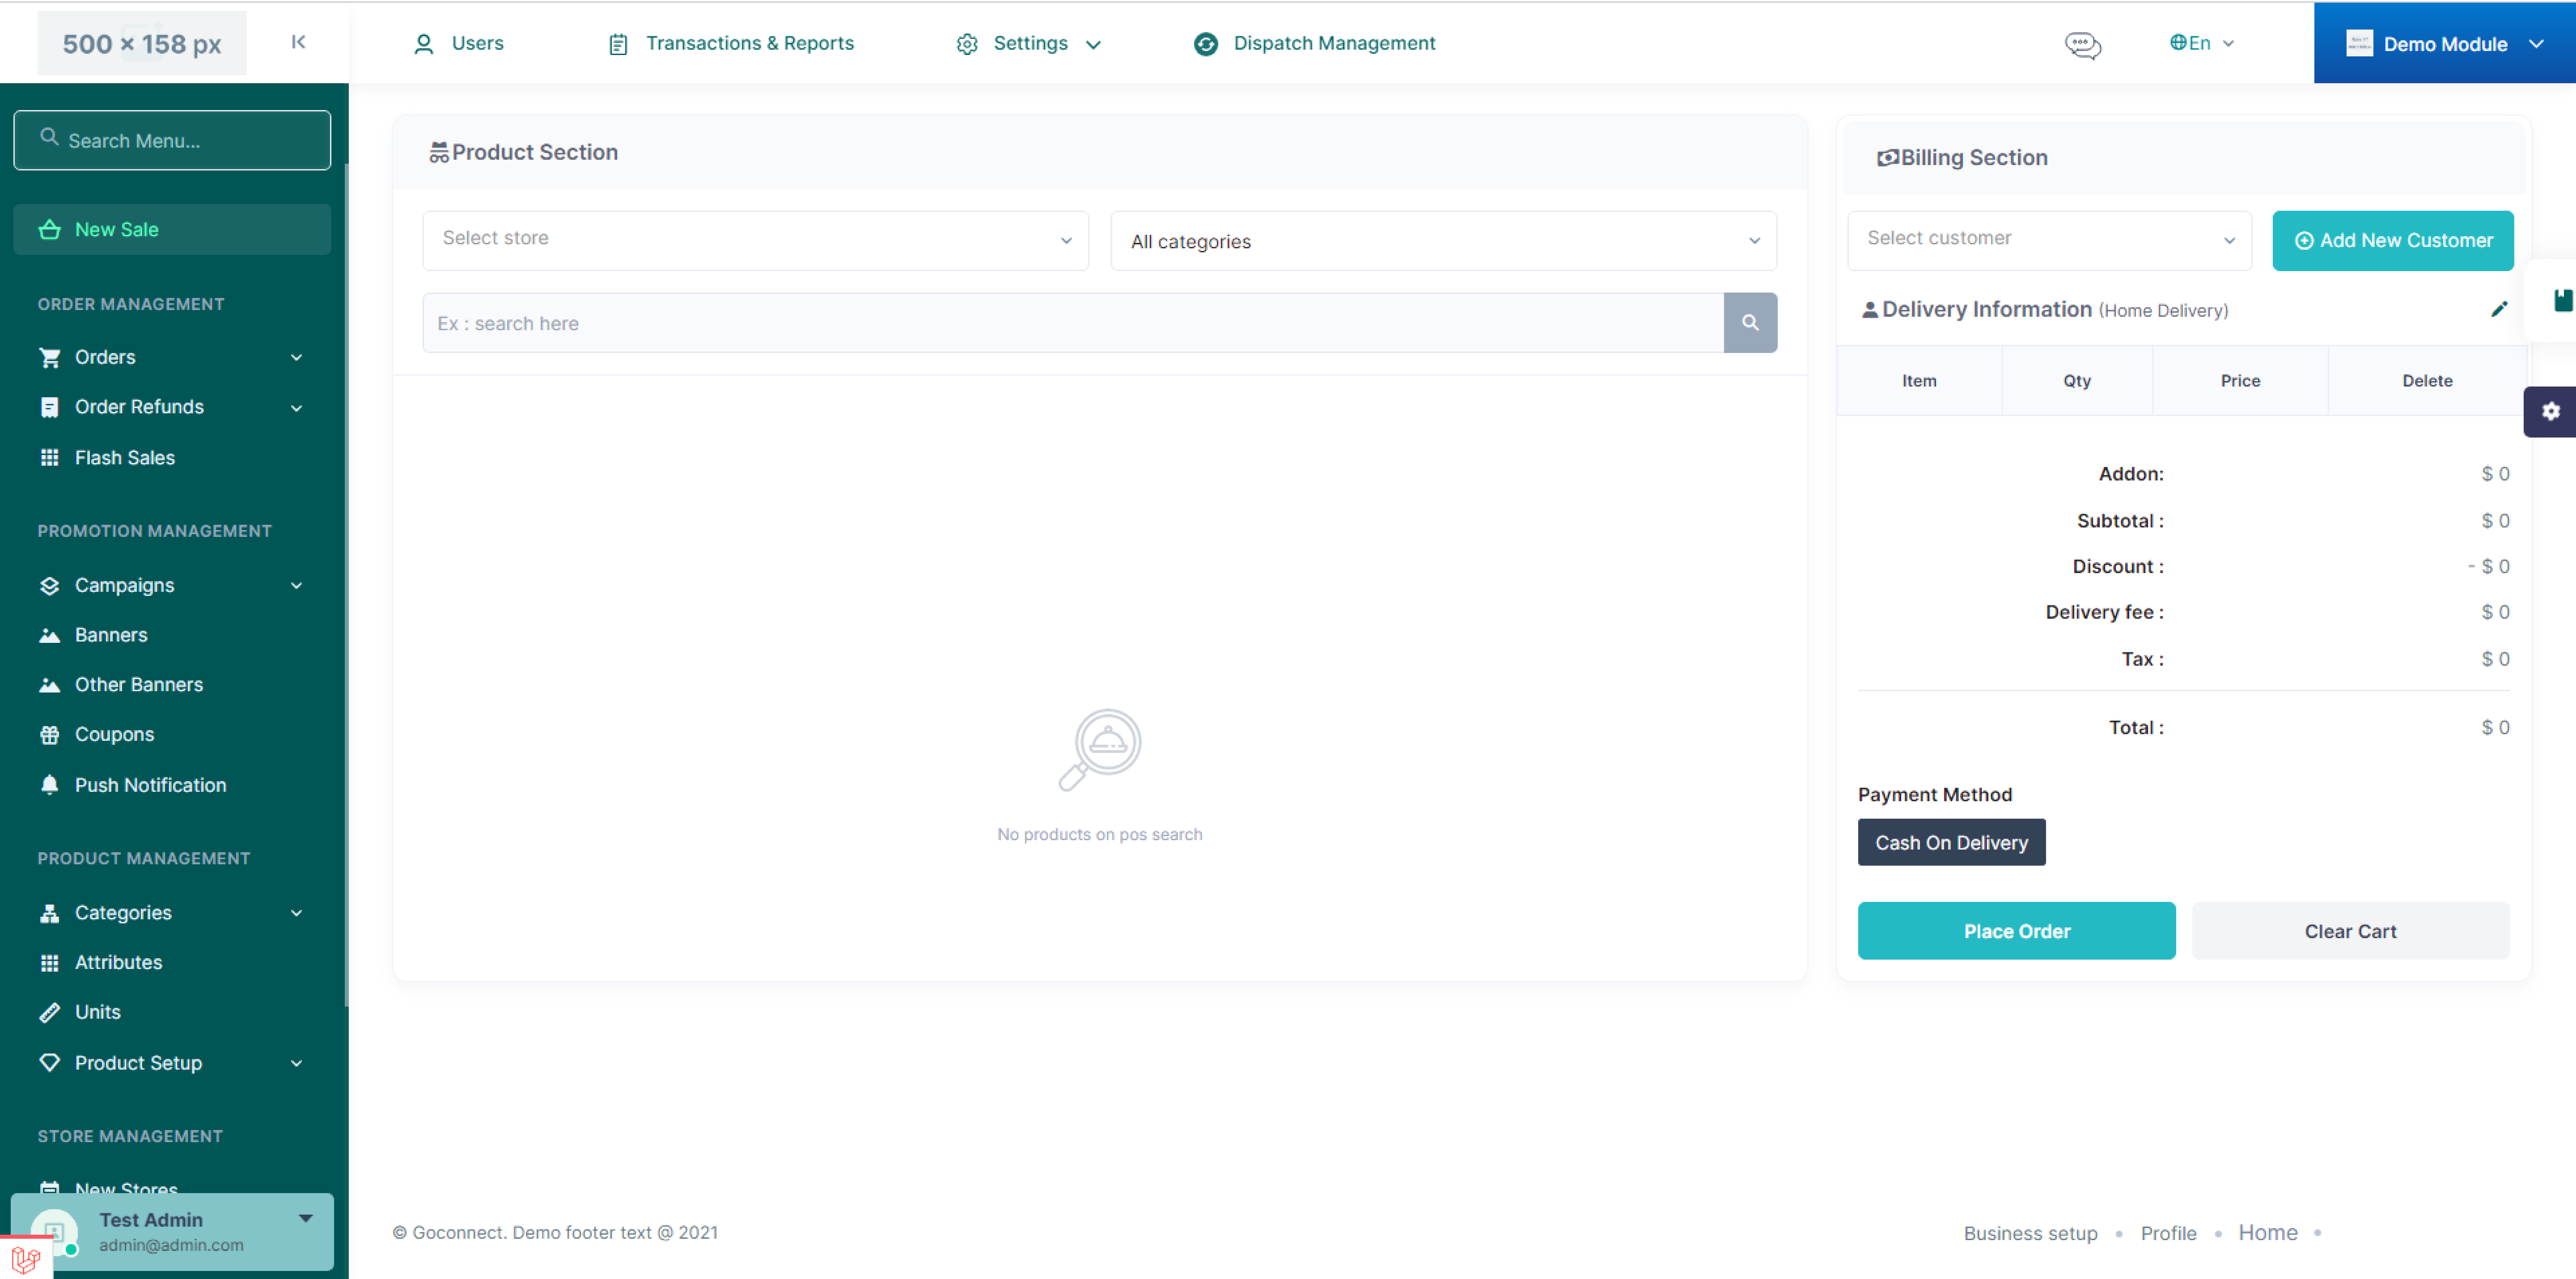 500 × 158 px
Users
Transactions & Reports
Settings
Dispatch Management
En
Demo Module
Search Menu...
New Sale
ORDER MANAGEMENT
Orders
Order Refunds
Flash Sales
PROMOTION MANAGEMENT
Campaigns
Banners
Other Banners
Coupons
Push Notification
PRODUCT MANAGEMENT
Categories
Attributes
Units
Product Setup
STORE MANAGEMENT
New Stores
Test Admin
admin@admin.com
Product Section
Select store
All categories
Ex : search here
No products on pos search
Billing Section
Select customer
Add New Customer
Delivery Information (Home Delivery)
Item Qty Price Delete
Addon: $ 0
Subtotal : $ 0
Discount : - $ 0
Delivery fee : $ 0
Tax : $ 0
Total : $ 0
Payment Method
Cash On Delivery
Place Order
Clear Cart
© Goconnect. Demo footer text @ 2021
Business setup • Profile • Home •